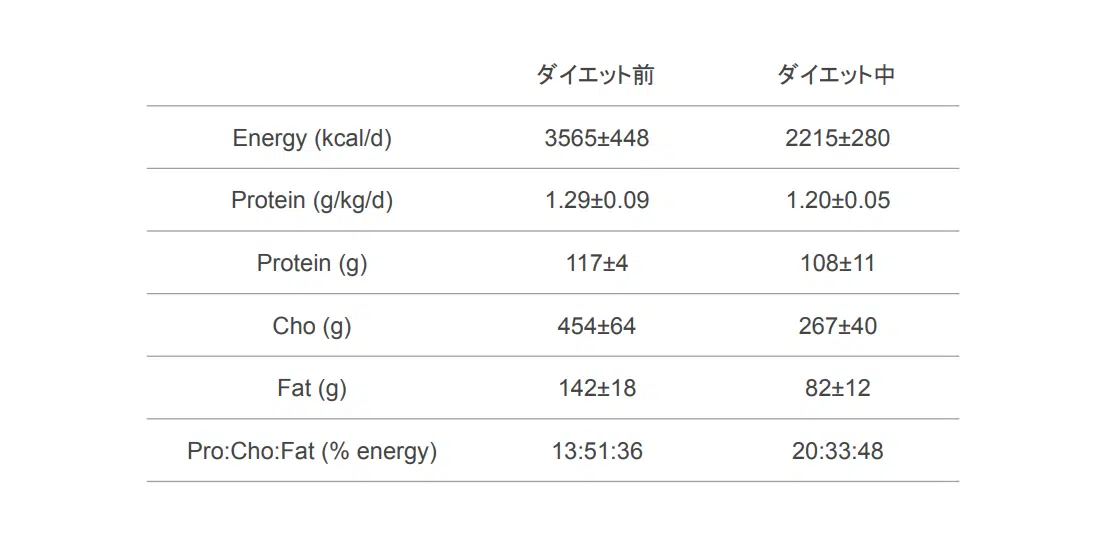 ダイエット前 ダイエット中
Energy (kcal/d) 3565±448 2215±280
Protein (g/kg/d) 1.29±0.09 1.20±0.05
Protein (g) 117±4 108±11
Cho (g) 454±64 267±40
Fat (g) 142±18 82±12
Pro:Cho:Fat (% energy) 13:51:36 20:33:48